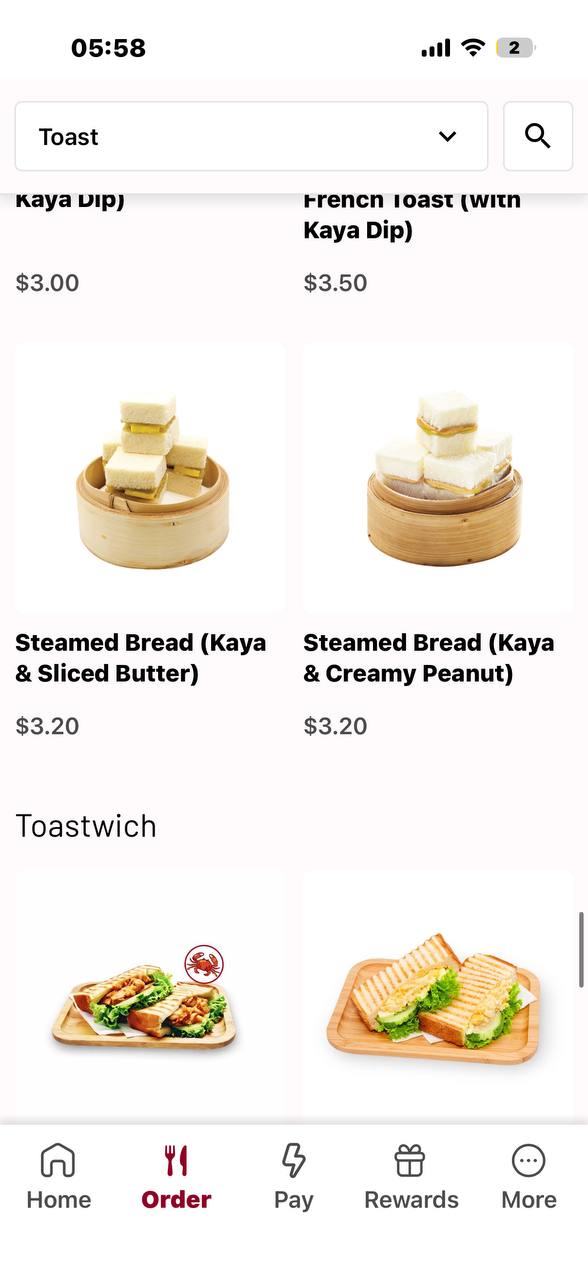 05:58
2
Toast
Kaya Dip)
French Toast (with
Kaya Dip)
$3.00
$3.50
Steamed Bread (Kaya
& Sliced Butter)
Steamed Bread (Kaya
& Creamy Peanut)
$3.20
$3.20
Toastwich
Home
Order
Pay
Rewards
More